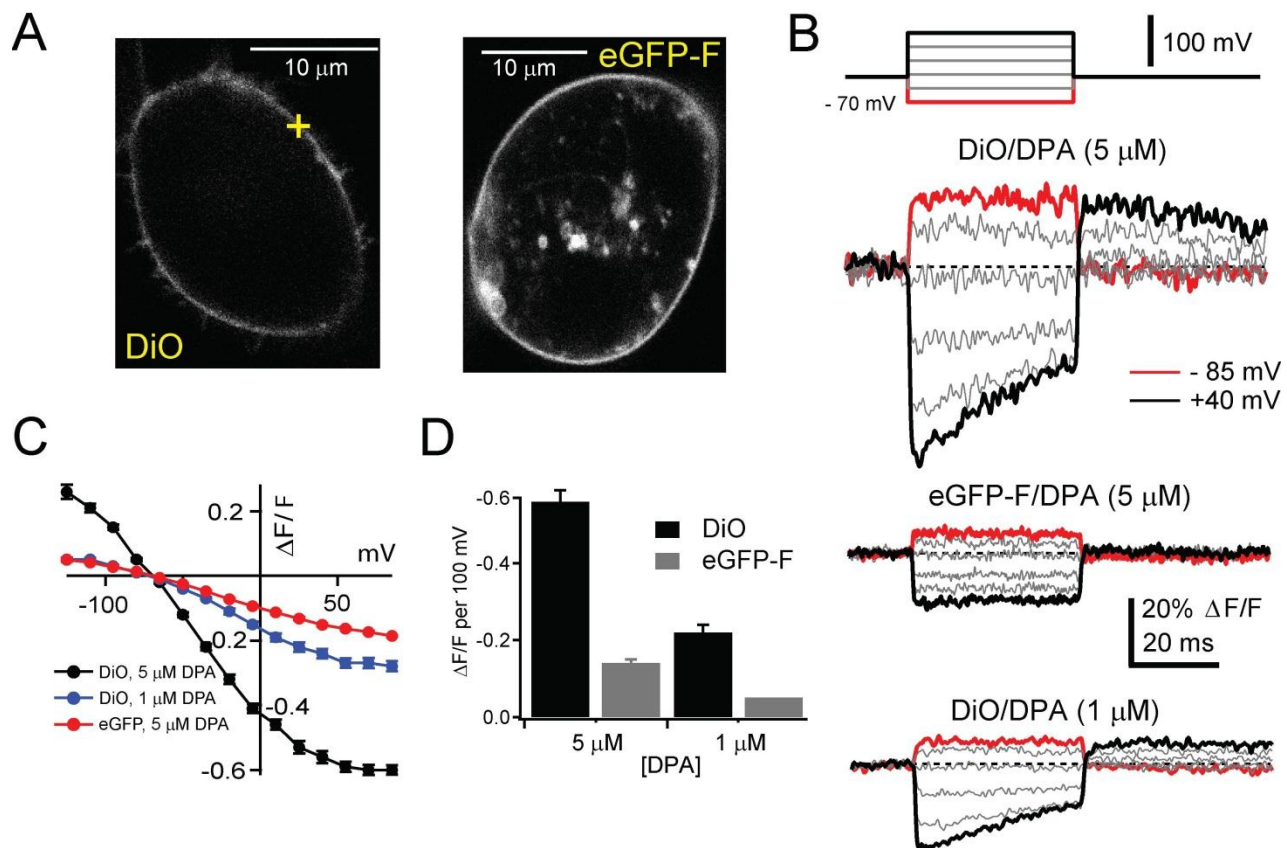 A
10 μm
DiO
10 μm
eGFP-F
B
100 mV
- 70 mV
DiO/DPA (5 μM)
- 85 mV
+40 mV
eGFP-F/DPA (5 μM)
20% ΔF/F
20 ms
DiO/DPA (1 μM)
C
ΔF/ F
mV
0.2
-100
50
-0.2
-0.4
-0.6
DiO, 5 μM DPA
DiO, 1 μM DPA
eGFP, 5 μM DPA
D
ΔF/F per 100 mV
-0.6
-0.4
-0.2
0.0
DiO
eGFP-F
5 μM
1 μM
[DPA]